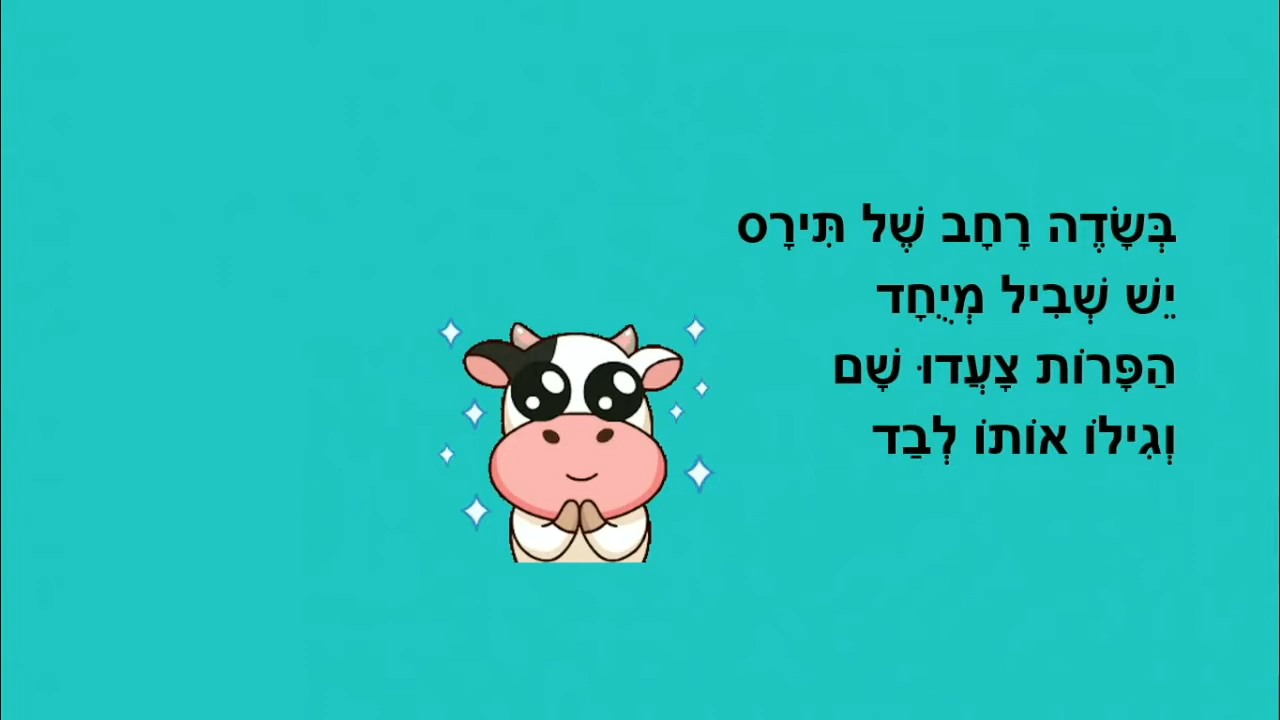 בְּשָׂדֶה רָחָב שֶׁל תִּירָס
יֵשׁ שְׁבִיל מְיֻחָד
הַפָּרוֹת צָעֲדוּ שָׁם
וְגִילוֹ אוֹתוֹ לְבַד